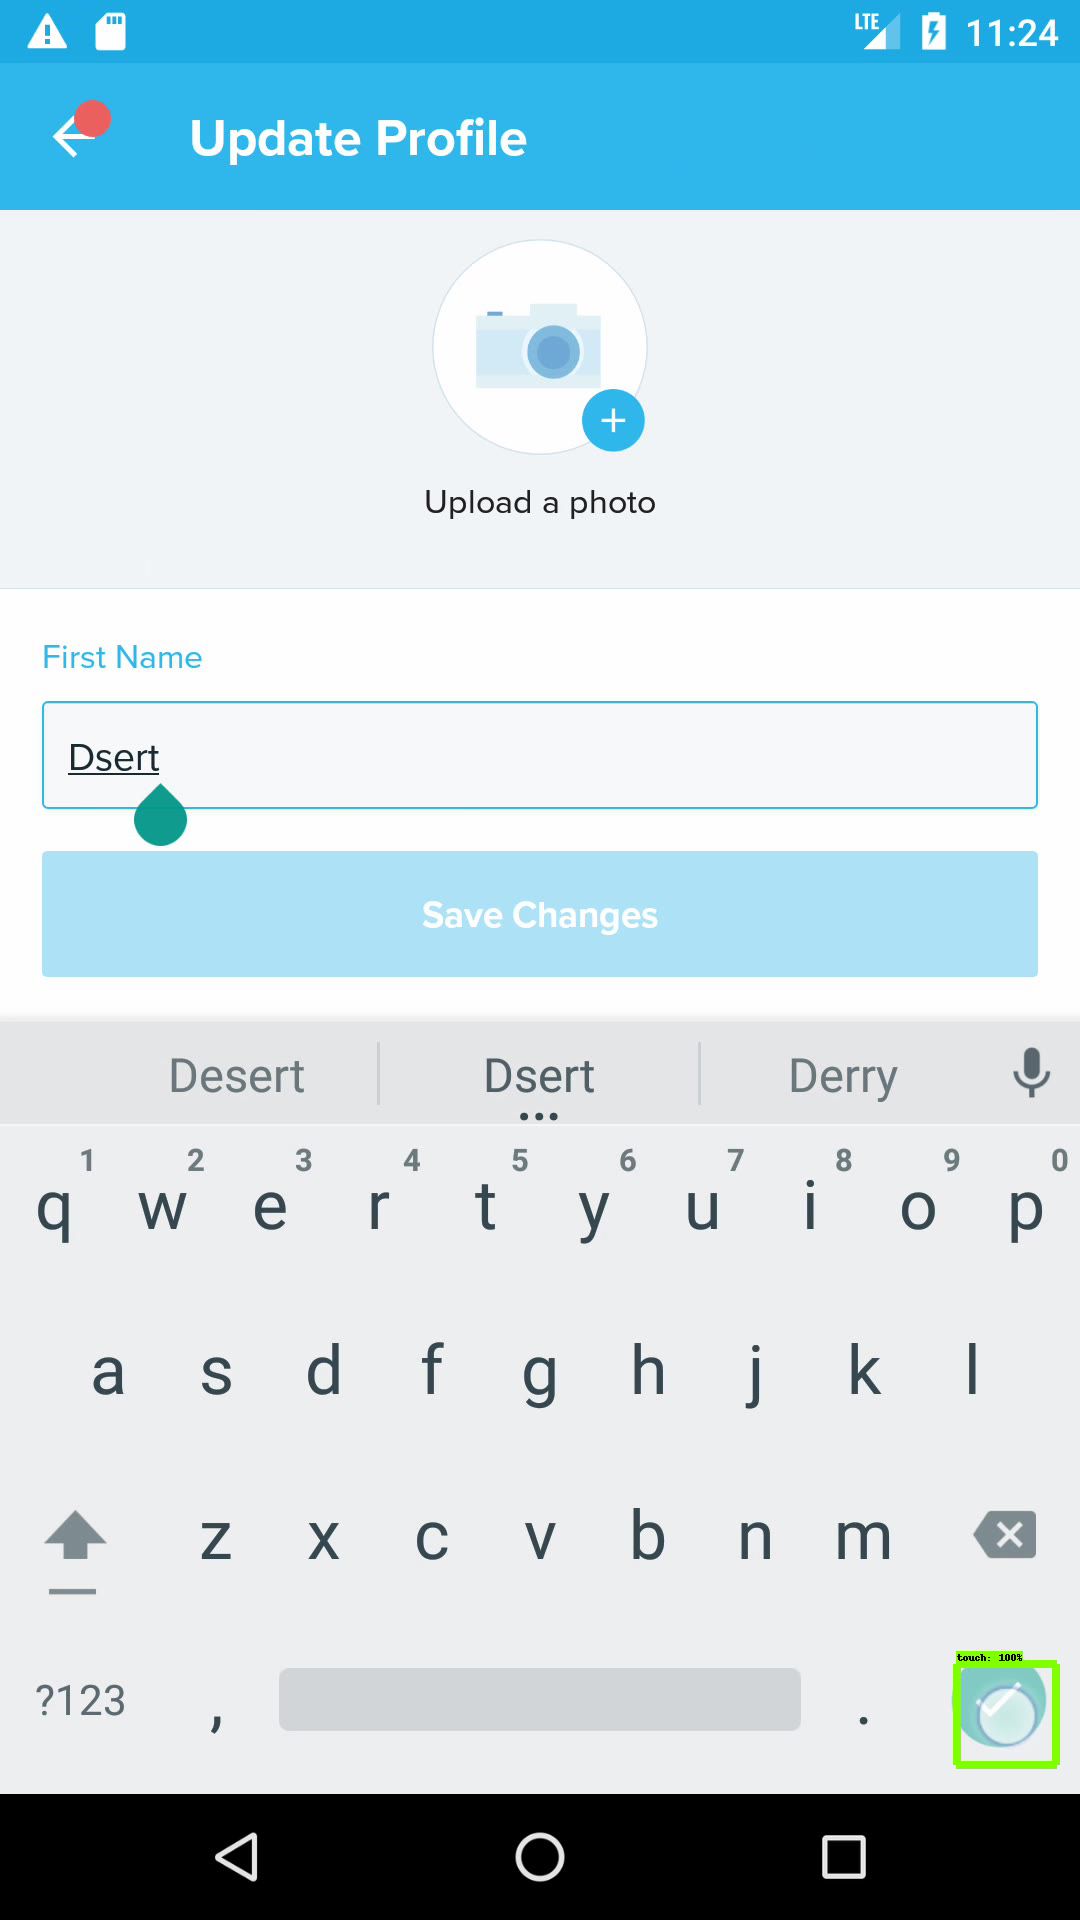 LTE 11:24
Update Profile
Upload a photo
First Name
Dsert
Save Changes
Desert Dsert Derry
1 2 3 4 5 6 7 8 9 0
q w e r t y u i o p
a s d f g h j k l
z x c v b n m
touch: 100%
?123 , .